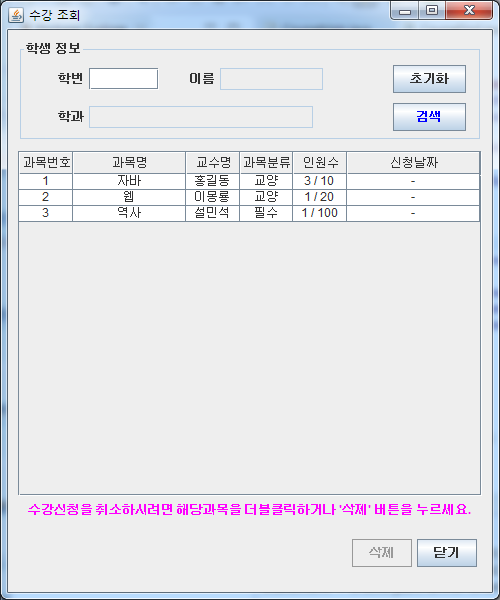 수강 조회
학생 정보
학번 이름 초기화
학과 검색
과목번호 과목명 교수명 과목분류 인원수 신청날짜
1 자바 홍길동 교양 3 / 10 -
2 웹 이몽룡 교양 1 / 20 -
3 역사 설민석 필수 1 / 100 -
수강신청을 취소하시려면 해당과목을 더블클릭하거나 '삭제' 버튼을 누르세요.
삭제 닫기